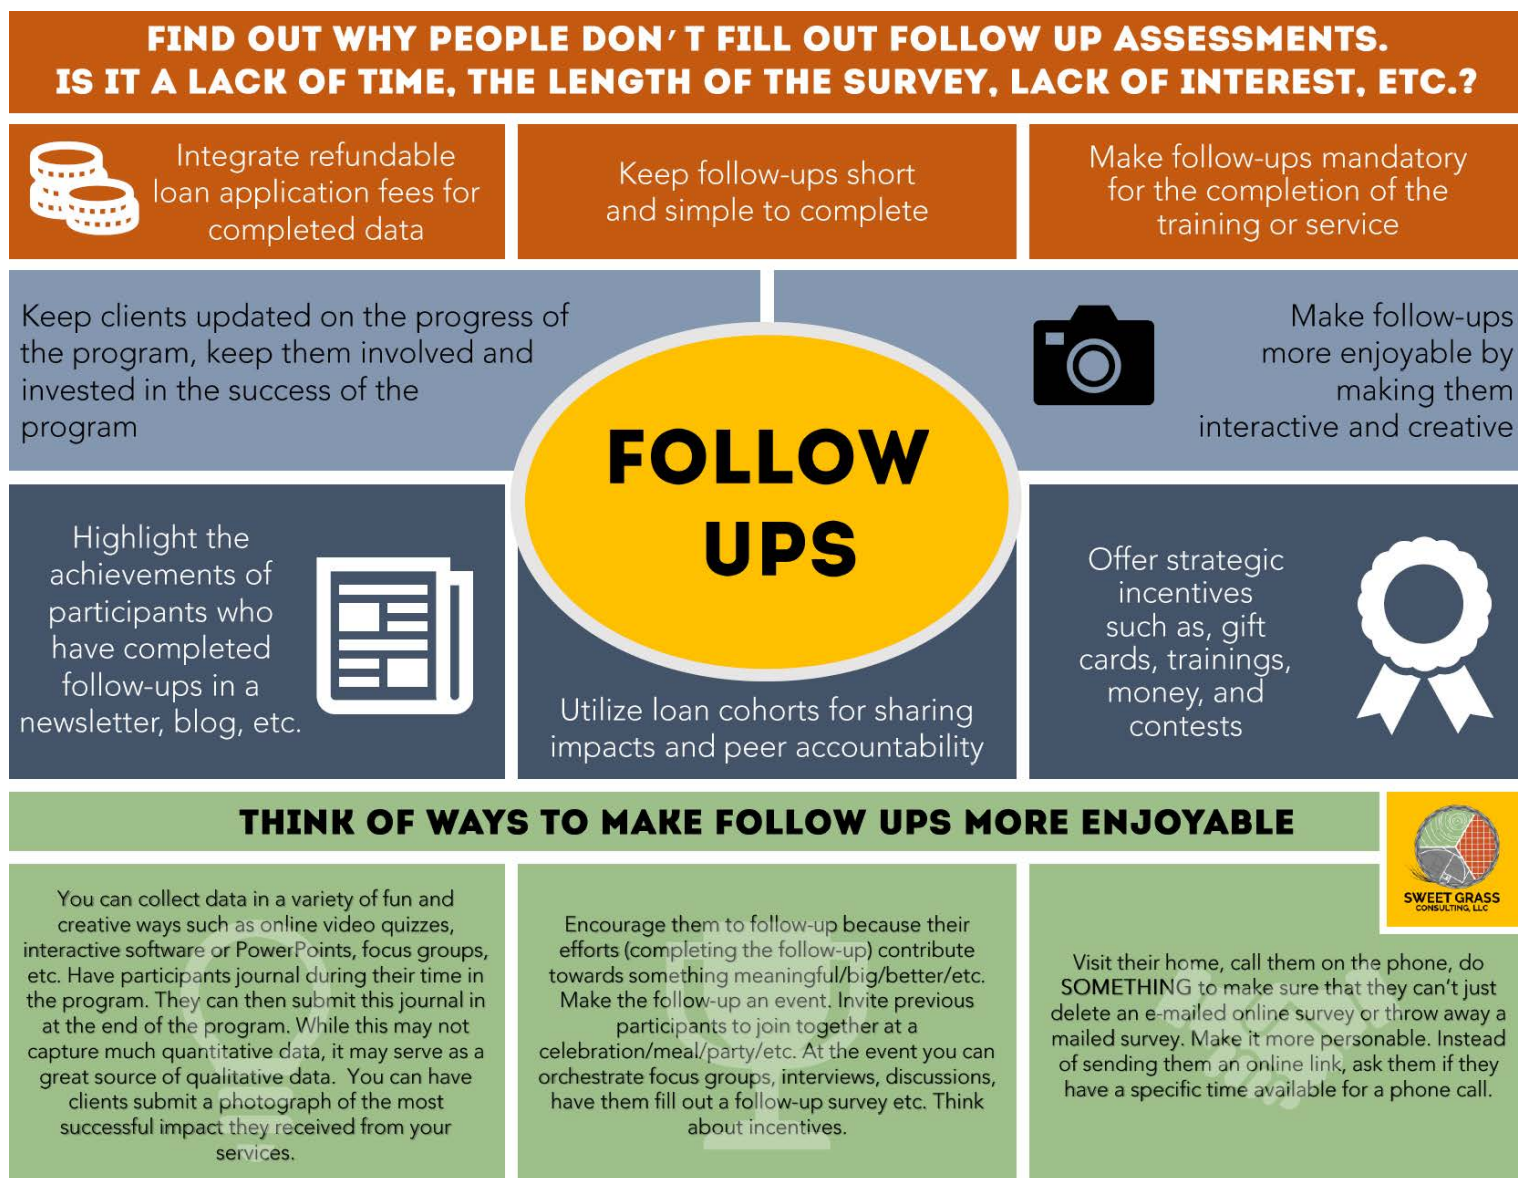 FIND OUT WHY PEOPLE DON'T FILL OUT FOLLOW UP ASSESSMENTS.
IS IT A LACK OF TIME, THE LENGTH OF THE SURVEY, LACK OF INTEREST, ETC.?
Integrate refundable
loan application fees for
completed data
Keep follow-ups short
and simple to complete
Make follow-ups mandatory
for the completion of the
training or service
Keep clients updated on the progress of
the program, keep them involved and
invested in the success of the
program
Make follow-ups
more enjoyable by
making them
interactive and creative
FOLLOW
UPS
Highlight the
achievements of
participants who
have completed
follow-ups in a
newsletter, blog, etc.
Utilize loan cohorts for sharing
impacts and peer accountability
Offer strategic
incentives
such as, gift
cards, trainings,
money, and
contests
THINK OF WAYS TO MAKE FOLLOW UPS MORE ENJOYABLE
SWEET GRASS
CONSULTING, LLC
You can collect data in a variety of fun and
creative ways such as online video quizzes,
interactive software or PowerPoints, focus groups,
etc. Have participants journal during their time in
the program. They can then submit this journal in
at the end of the program. While this may not
capture much quantitative data, it may serve as a
great source of qualitative data. You can have
clients submit a photograph of the most
successful impact they received from your
services.
Encourage them to follow-up because their
efforts (completing the follow-up) contribute
towards something meaningful/big/better/etc.
Make the follow-up an event. Invite previous
participants to join together at a
celebration/meal/party/etc. At the event you can
orchestrate focus groups, interviews, discussions,
have them fill out a follow-up survey etc. Think
about incentives.
Visit their home, call them on the phone, do
SOMETHING to make sure that they can't just
delete an e-mailed online survey or throw away a
mailed survey. Make it more personable. Instead
of sending them an online link, ask them if they
have a specific time available for a phone call.